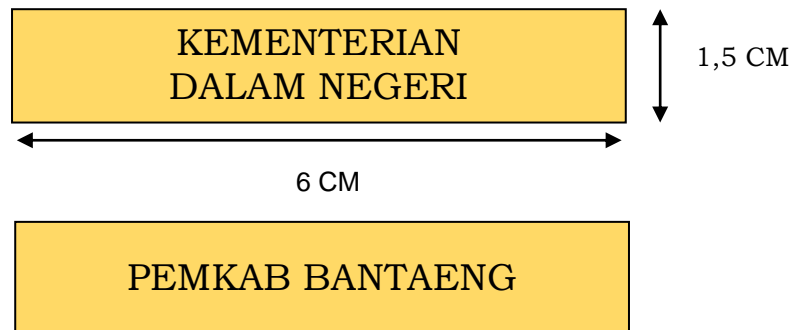 KEMENTERIAN
DALAM NEGERI
1,5 CM
6 CM
PEMKAB BANTAENG